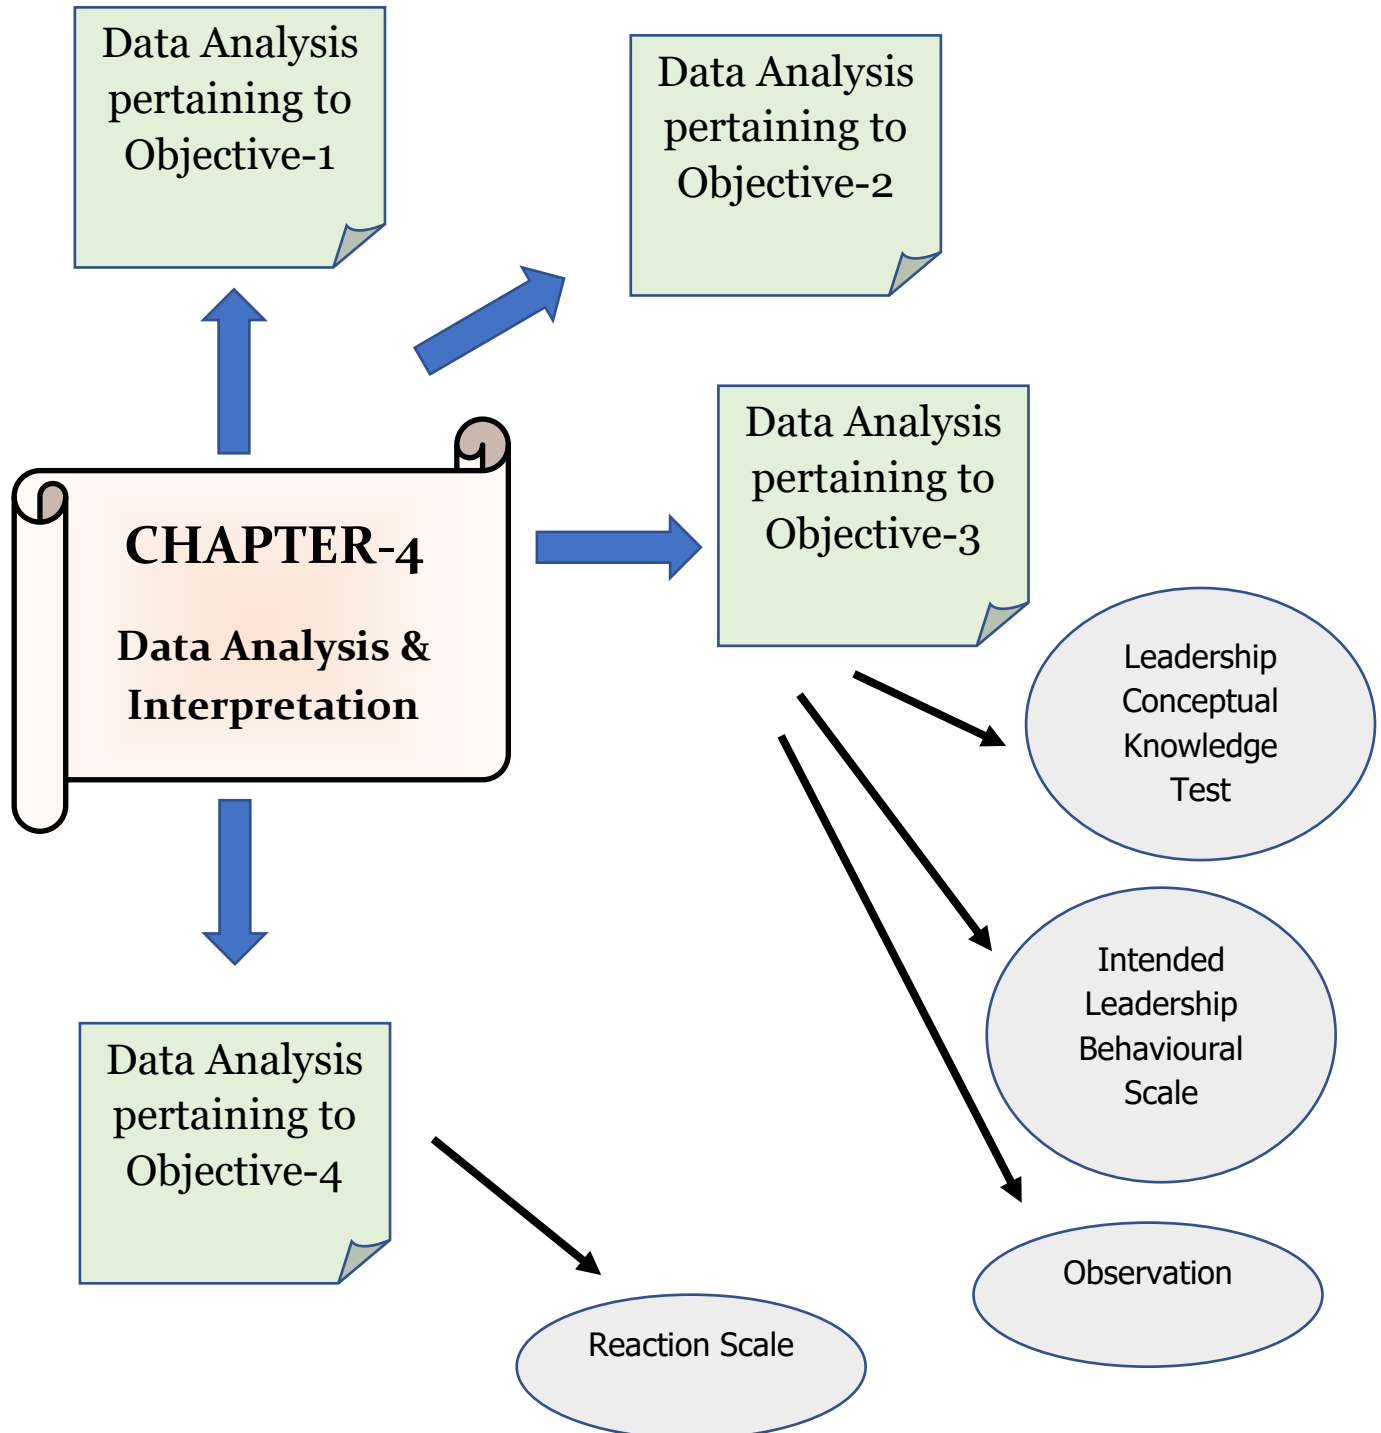 Data Analysis
pertaining to
Objective-1
Data Analysis
pertaining to
Objective-2
Data Analysis
pertaining to
Objective-3
CHAPTER-4
Data Analysis &
Interpretation
Leadership
Conceptual
Knowledge
Test
Intended
Leadership
Behavioural
Scale
Data Analysis
pertaining to
Objective-4
Observation
Reaction Scale